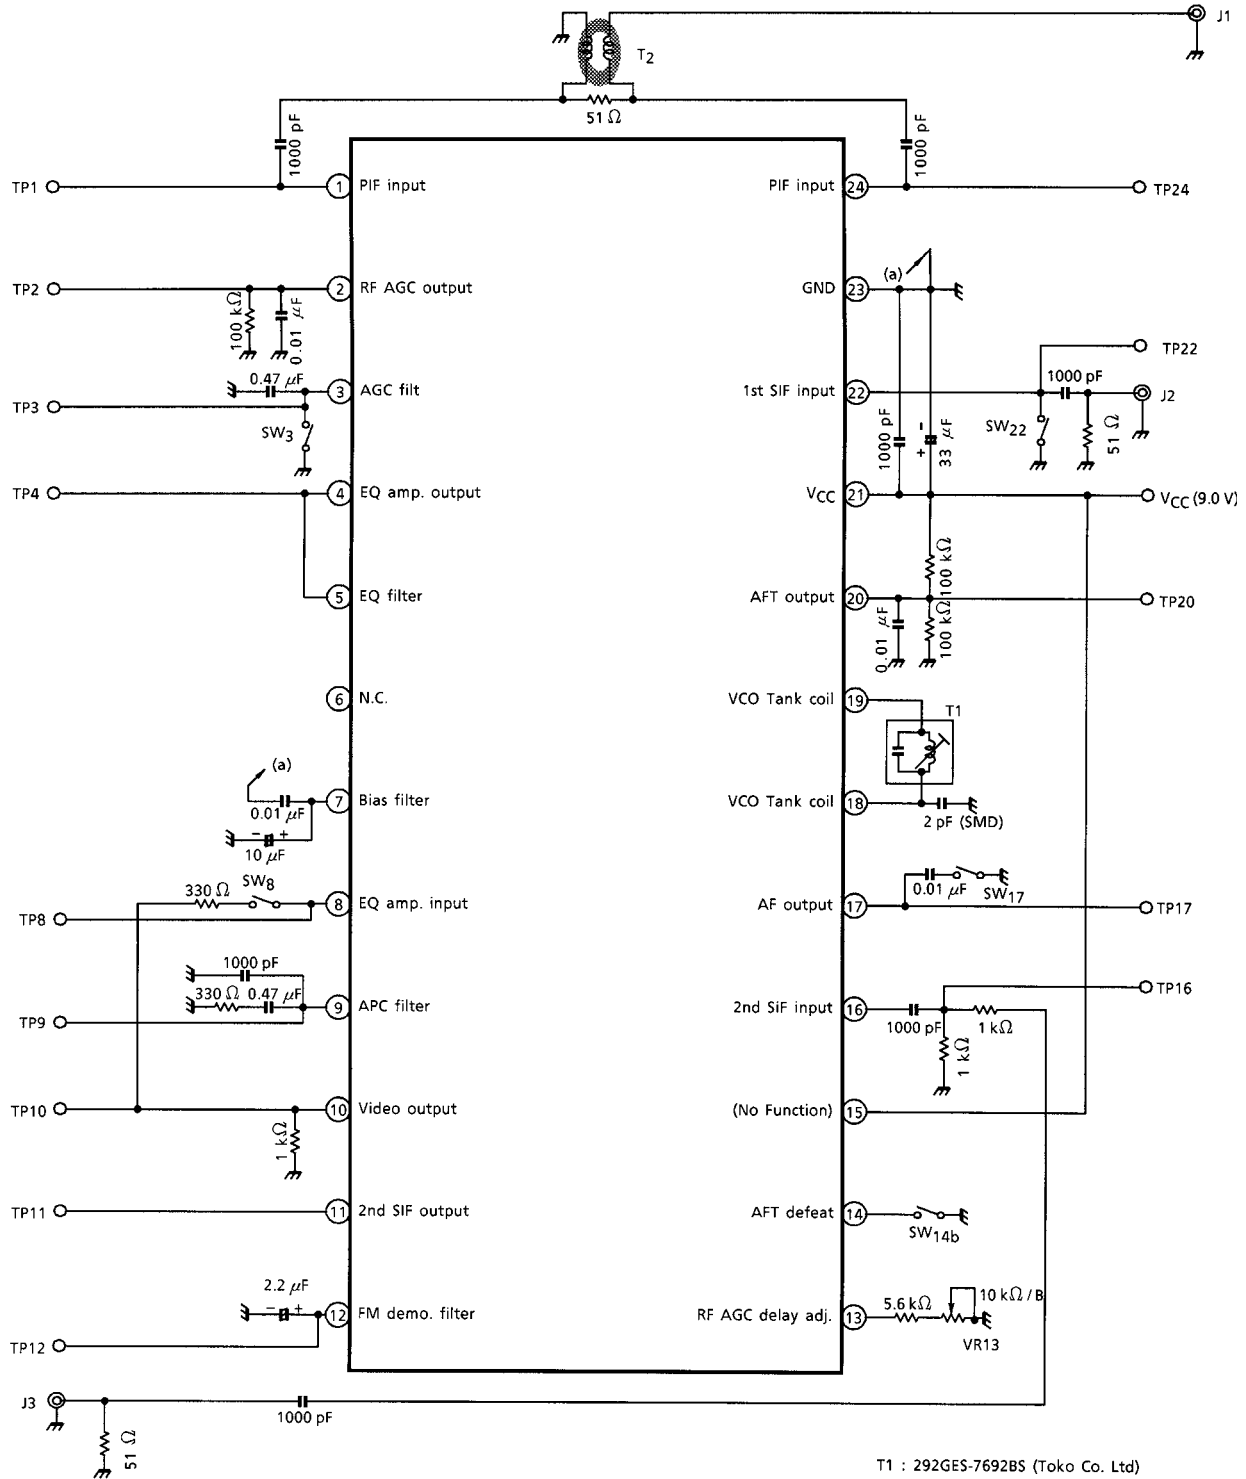 J1
T2
51 Ω
1000 pF
1000 pF
TP1
1
PIF input
PIF input
24
TP24
(a)
TP2
2
RF AGC output
GND
23
100 kΩ
0.01 μF
TP22
0.47 μF
3
AGC filt
1st SIF input
22
1000 pF
J2
TP3
SW3
1000 pF
- +
33 μF
SW22
51 Ω
TP4
4
EQ amp. output
VCC
21
VCC (9.0 V)
100 kΩ
5
EQ filter
AFT output
20
TP20
0.01 μF
100 kΩ
6
N.C.
VCO Tank coil
19
T1
(a)
7
Bias filter
VCO Tank coil
18
0.01 μF
2 pF (SMD)
- +
10 μF
330 Ω
SW8
0.01 μF
SW17
8
EQ amp. input
AF output
17
TP17
TP8
1000 pF
TP16
330 Ω
0.47 μF
9
APC filter
2nd SiF input
16
1000 pF
1 kΩ
TP9
1 kΩ
TP10
10
Video output
(No Function)
15
1 kΩ
TP11
11
2nd SIF output
AFT defeat
14
SW14b
2.2 μF
- +
12
FM demo. filter
RF AGC delay adj.
13
5.6 kΩ
10 kΩ / B
VR13
TP12
J3
1000 pF
51 Ω
T1 : 292GES-7692BS (Toko Co. Ltd)